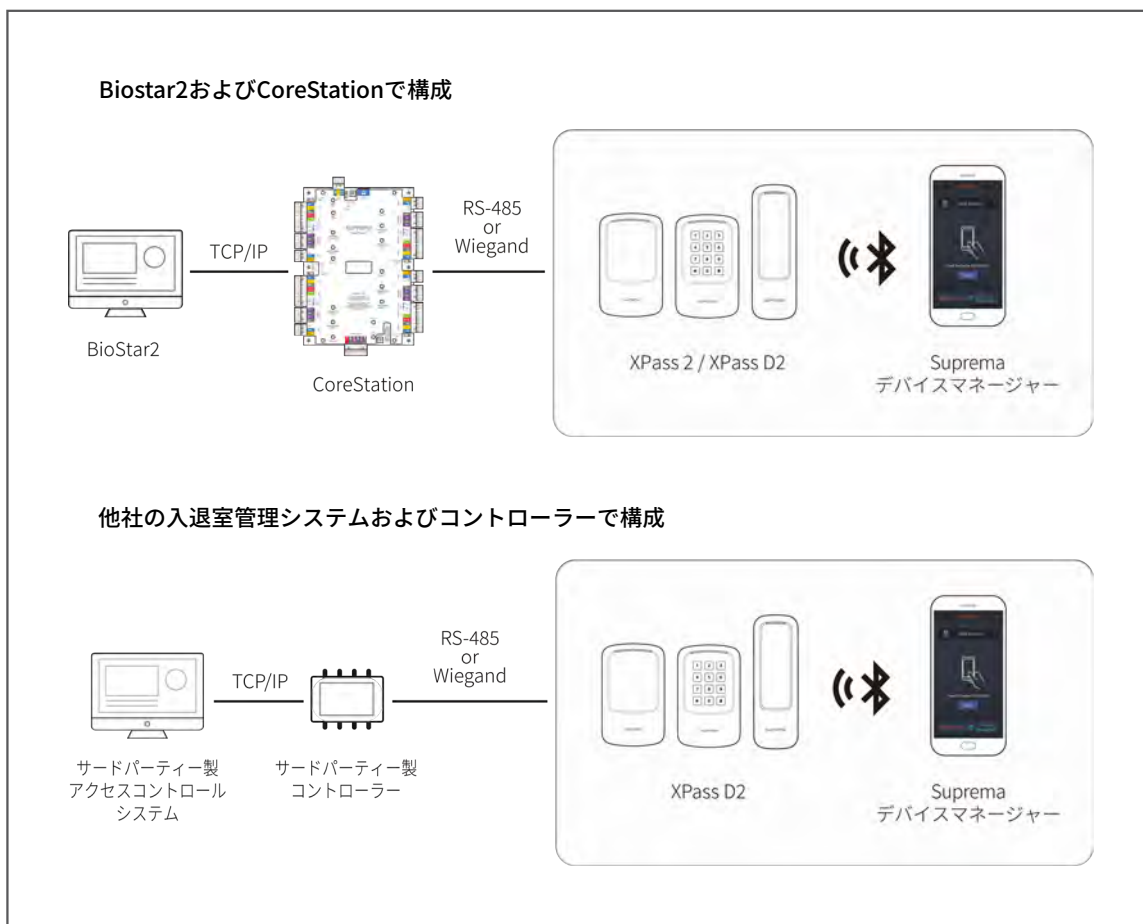 Biostar2およびCoreStationで構成
TCP/IP
RS-485
or
Wiegand
BioStar2
CoreStation
XPass 2 / XPass D2
Suprema
デバイスマネージャー
他社の入退室管理システムおよびコントローラーで構成
TCP/IP
RS-485
or
Wiegand
サードパーティー製
アクセスコントロール
システム
サードパーティー製
コントローラー
XPass D2
Suprema
デバイスマネージャー